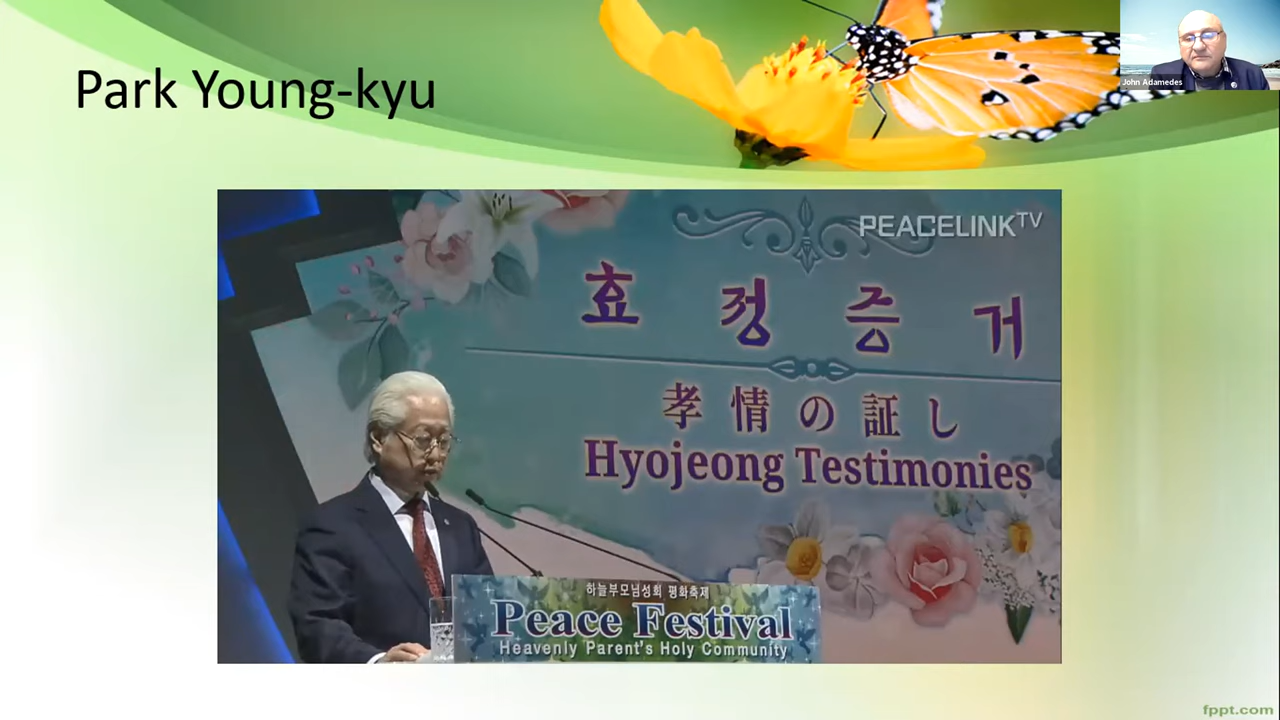 Park Young-kyu
John Adamedes
PEACELINK TV
효정증거
孝情の証し
Hyojeong Testimonies
하늘부모님성회 평화축제
Peace Festival
Heavenly Parent's Holy Community
fppt.com